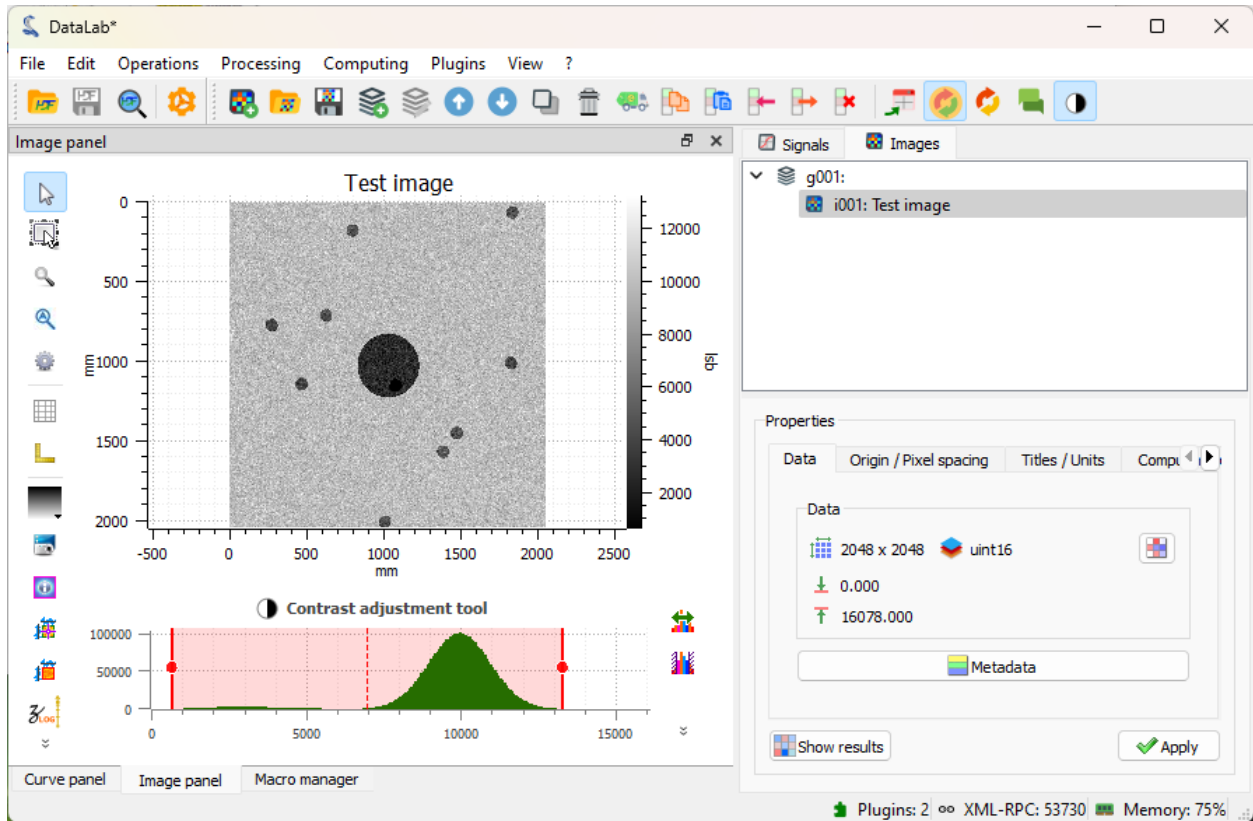 DataLab*
File Edit Operations Processing Computing Plugins View ?
Image panel
Test image
0
500
1000
1500
2000
mm
-500 0 500 1000 1500 2000 2500
mm
12000
10000
8000
6000
4000
2000
lsb
Contrast adjustment tool
100000
50000
0
0 5000 10000 15000
Curve panel Image panel Macro manager
Signals Images
g001:
i001: Test image
Properties
Data Origin / Pixel spacing Titles / Units
Data
2048 x 2048 uint16
0.000
16078.000
Metadata
Show results Apply
Plugins: 2 XML-RPC: 53730 Memory: 75%